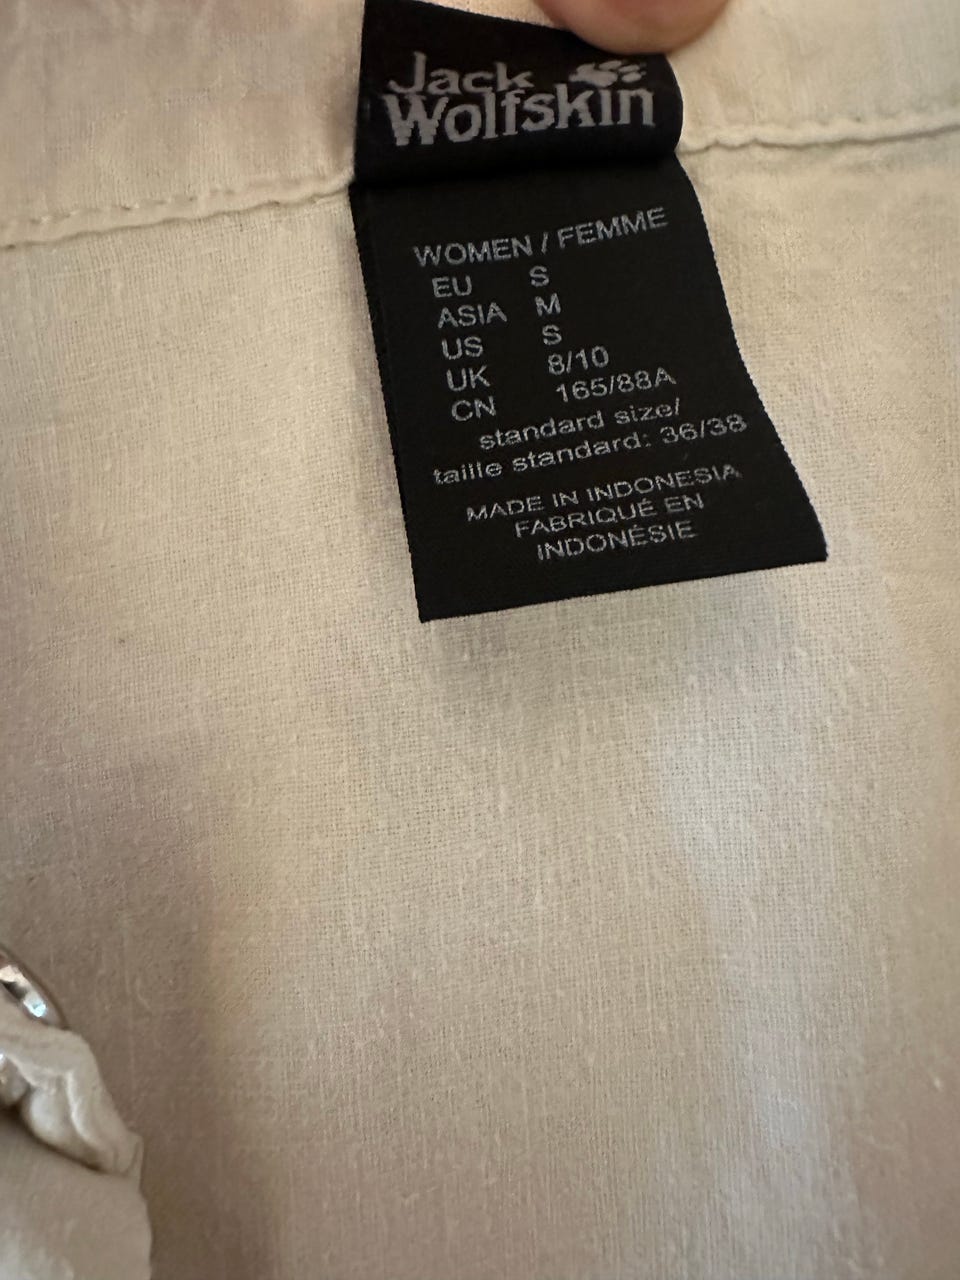 Jack
Wolfskin
WOMEN / FEMME
EU S
ASIA M
US S
UK 8/10
CN 165/88A
standard size/
taille standard: 36/38
MADE IN INDONESIA
FABRIQUÉ EN
INDONÉSIE